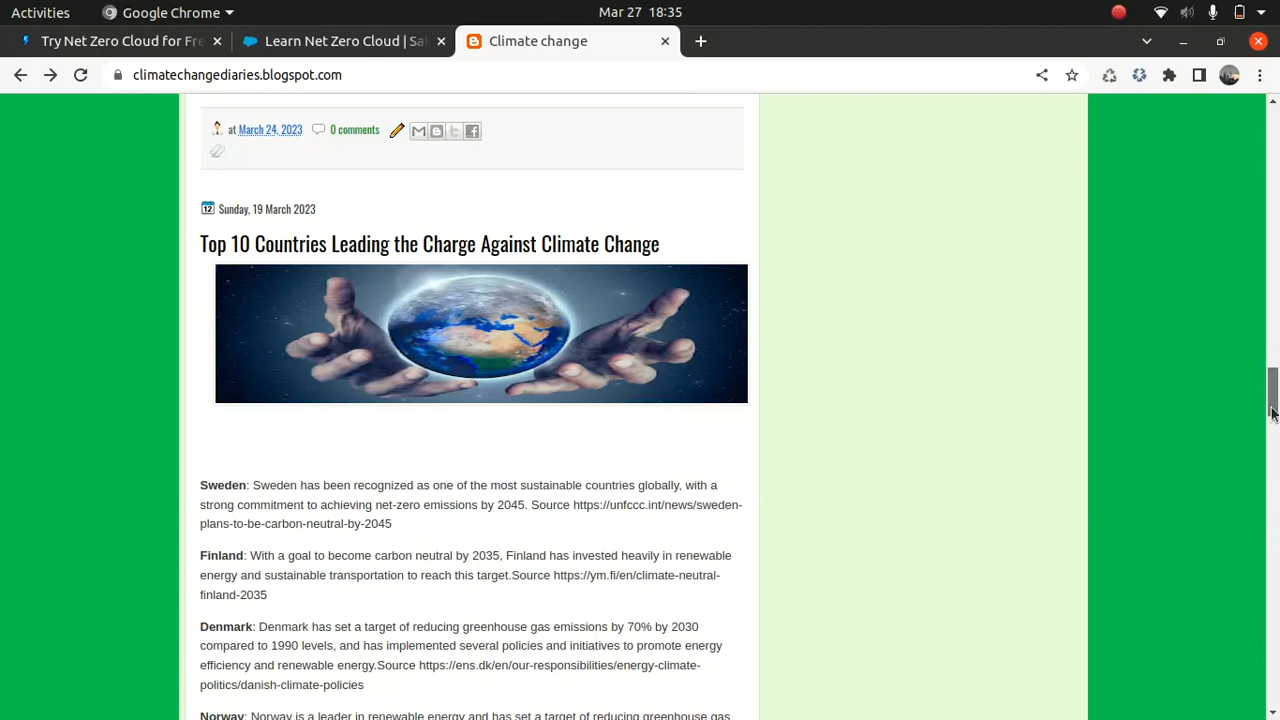 Activities Google Chrome Mar 27 18:35
Try Net Zero Cloud for Fre Learn Net Zero Cloud | Sal Climate change
climatechangediaries.blogspot.com
at March 24, 2023 0 comments
12 Sunday, 19 March 2023
Top 10 Countries Leading the Charge Against Climate Change
Sweden: Sweden has been recognized as one of the most sustainable countries globally, with a
strong commitment to achieving net-zero emissions by 2045. Source https://unfccc.int/news/sweden-
plans-to-be-carbon-neutral-by-2045
Finland: With a goal to become carbon neutral by 2035, Finland has invested heavily in renewable
energy and sustainable transportation to reach this target.Source https://ym.fi/en/climate-neutral-
finland-2035
Denmark: Denmark has set a target of reducing greenhouse gas emissions by 70% by 2030
compared to 1990 levels, and has implemented several policies and initiatives to promote energy
efficiency and renewable energy.Source https://ens.dk/en/our-responsibilities/energy-climate-
politics/danish-climate-policies
Norway: Norway is a leader in renewable energy and has set a target of reducing greenhouse gas